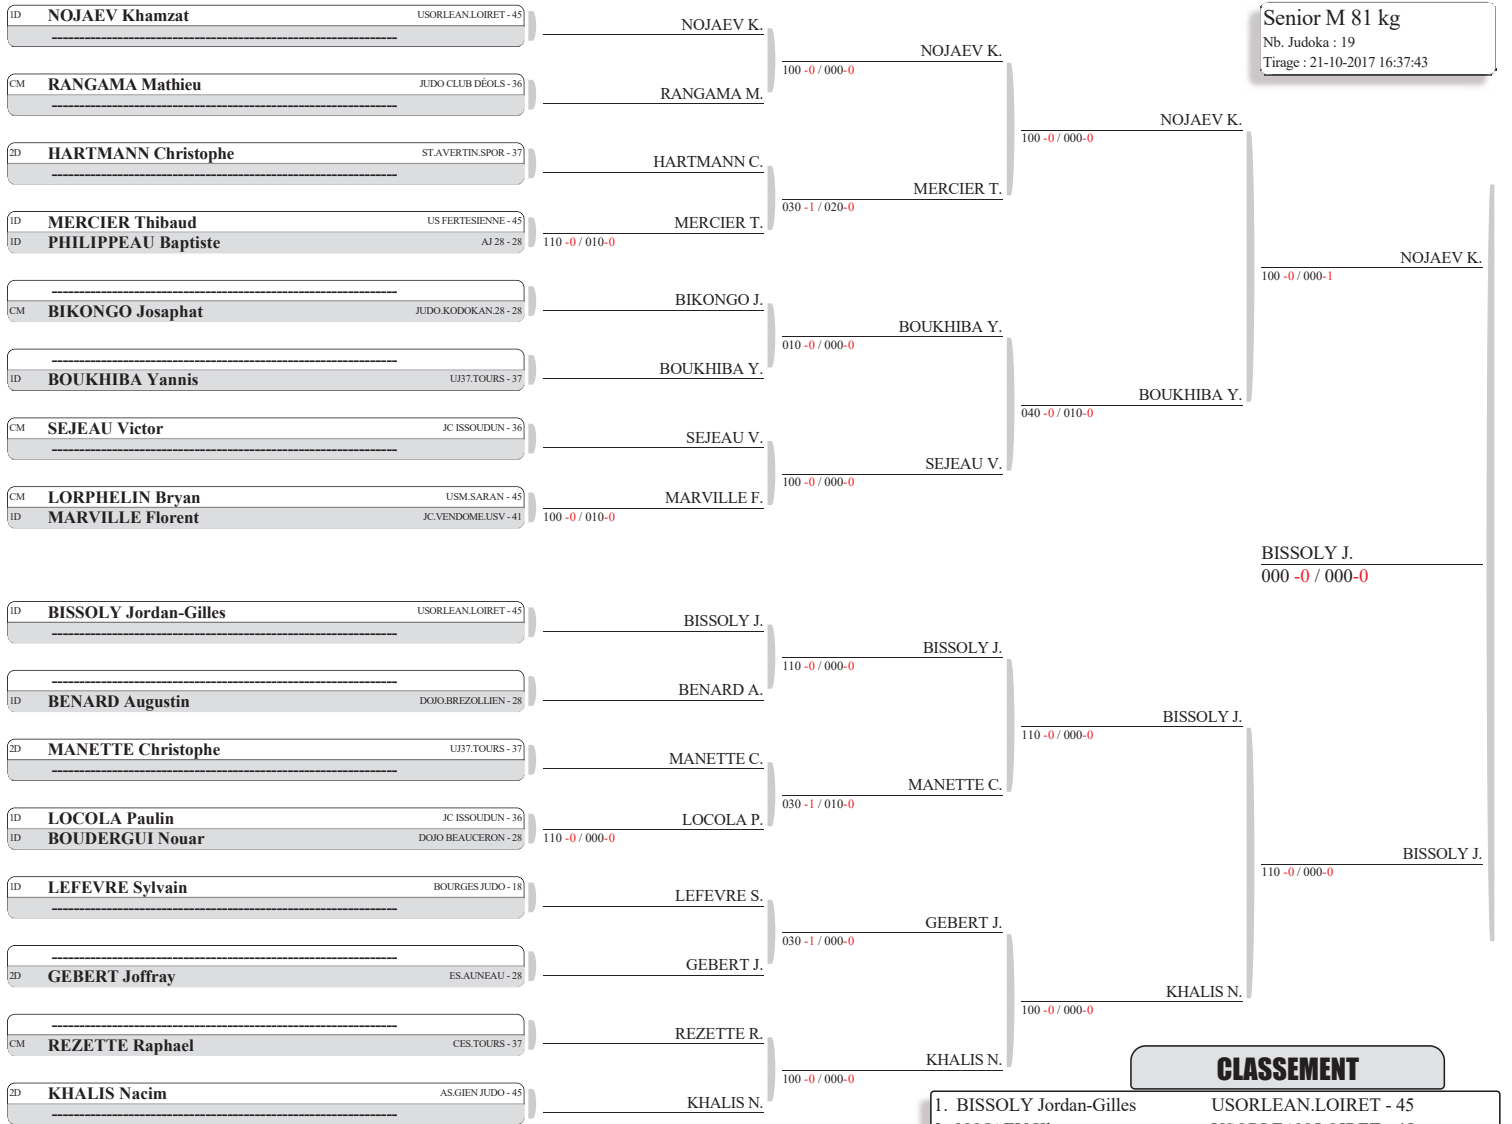 Senior M 81 kg
Nb. Judoka : 19
Tirage : 21-10-2017 16:37:43
1D NOJAEV Khamzat USORLEAN.LOIRET - 45
------------------------------------------------------------------------
CM RANGAMA Mathieu JUDO CLUB DÉOLS - 36
------------------------------------------------------------------------
2D HARTMANN Christophe ST.AVERTIN.SPOR - 37
------------------------------------------------------------------------
1D MERCIER Thibaud US FERTESIENNE - 45
1D PHILIPPEAU Baptiste AJ 28 - 28
------------------------------------------------------------------------
CM BIKONGO Josaphat JUDO.KODOKAN.28 - 28
------------------------------------------------------------------------
1D BOUKHIBA Yannis UJ37.TOURS - 37
CM SEJEAU Victor JC ISSOUDUN - 36
------------------------------------------------------------------------
CM LORPHELIN Bryan USM.SARAN - 45
1D MARVILLE Florent JC.VENDOME.USV - 41
1D BISSOLY Jordan-Gilles USORLEAN.LOIRET - 45
------------------------------------------------------------------------
------------------------------------------------------------------------
1D BENARD Augustin DOJO.BREZOLLIEN - 28
2D MANETTE Christophe UJ37.TOURS - 37
------------------------------------------------------------------------
1D LOCOLA Paulin JC ISSOUDUN - 36
1D BOUDERGUI Nouar DOJO BEAUCERON - 28
1D LEFEVRE Sylvain BOURGES JUDO - 18
------------------------------------------------------------------------
------------------------------------------------------------------------
2D GEBERT Joffray ES.AUNEAU - 28
------------------------------------------------------------------------
CM REZETTE Raphael CES.TOURS - 37
2D KHALIS Nacim AS.GIEN JUDO - 45
------------------------------------------------------------------------
NOJAEV K.
RANGAMA M.
HARTMANN C.
MERCIER T.
110 -0 / 010-0
BIKONGO J.
BOUKHIBA Y.
SEJEAU V.
MARVILLE F.
100 -0 / 010-0
BISSOLY J.
BENARD A.
MANETTE C.
LOCOLA P.
110 -0 / 000-0
LEFEVRE S.
GEBERT J.
REZETTE R.
KHALIS N.
NOJAEV K.
100 -0 / 000-0
MERCIER T.
030 -1 / 020-0
BOUKHIBA Y.
010 -0 / 000-0
SEJEAU V.
100 -0 / 000-0
BISSOLY J.
110 -0 / 000-0
MANETTE C.
030 -1 / 010-0
GEBERT J.
030 -1 / 000-0
KHALIS N.
100 -0 / 000-0
NOJAEV K.
100 -0 / 000-0
BOUKHIBA Y.
040 -0 / 010-0
BISSOLY J.
110 -0 / 000-0
KHALIS N.
100 -0 / 000-0
NOJAEV K.
100 -0 / 000-1
BISSOLY J.
110 -0 / 000-0
BISSOLY J.
000 -0 / 000-0
CLASSEMENT
1. BISSOLY Jordan-Gilles USORLEAN.LOIRET - 45